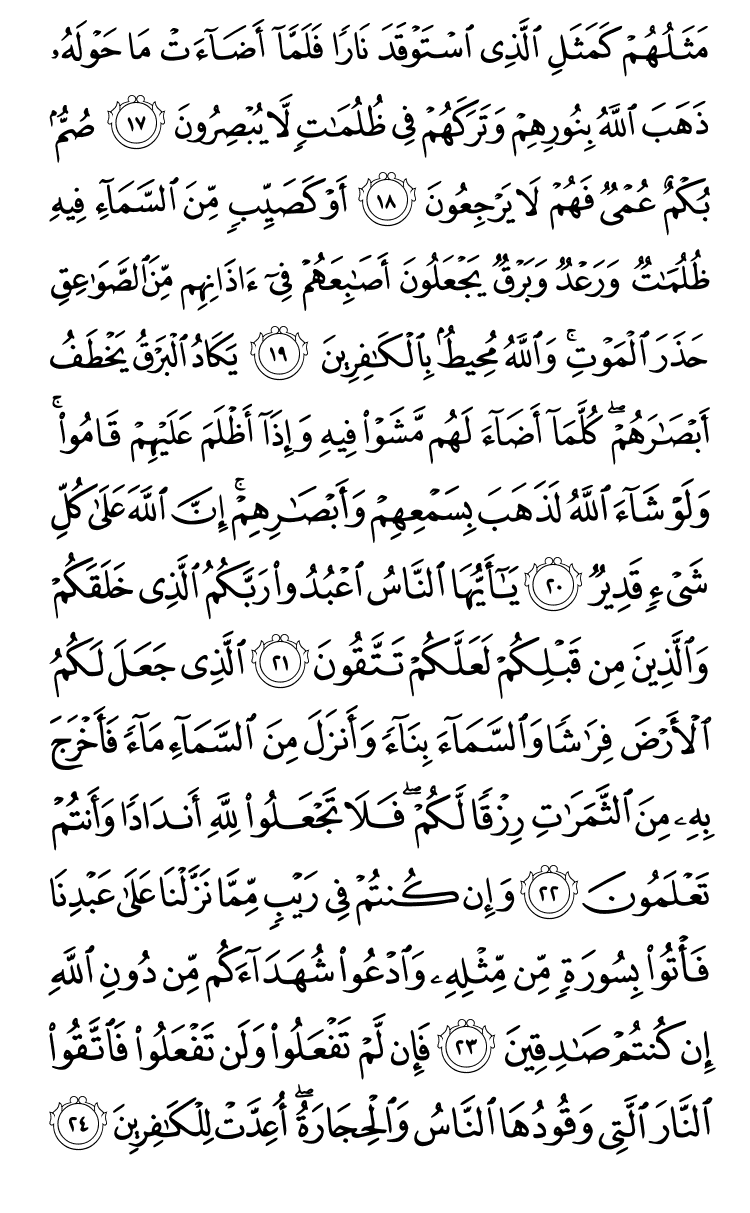 مَثَلُهُمْ كَمَثَلِ ٱلَّذِى ٱسْتَوْقَدَ نَارًا فَلَمَّآ أَضَآءَتْ مَا حَوْلَهُۥ
ذَهَبَ ٱللَّهُ بِنُورِهِمْ وَتَرَكَهُمْ فِى ظُلُمَٰتٍ لَّا يُبْصِرُونَ ١٧ صُمٌّۢ
بُكْمٌ عُمْىٌ فَهُمْ لَا يَرْجِعُونَ ١٨ أَوْ كَصَيِّبٍ مِّنَ ٱلسَّمَآءِ فِيهِ
ظُلُمَٰتٌ وَرَعْدٌ وَبَرْقٌ يَجْعَلُونَ أَصَٰبِعَهُمْ فِىٓ ءَاذَانِهِم مِّنَ ٱلصَّوَٰعِقِ
حَذَرَ ٱلْمَوْتِ ۚ وَٱللَّهُ مُحِيطٌۢ بِٱلْكَٰفِرِينَ ١٩ يَكَادُ ٱلْبَرْقُ يَخْطَفُ
أَبْصَٰرَهُمْ ۖ كُلَّمَآ أَضَآءَ لَهُم مَّشَوْا۟ فِيهِ وَإِذَآ أَظْلَمَ عَلَيْهِمْ قَامُوا۟ ۚ
وَلَوْ شَآءَ ٱللَّهُ لَذَهَبَ بِسَمْعِهِمْ وَأَبْصَٰرِهِمْ ۚ إِنَّ ٱللَّهَ عَلَىٰ كُلِّ
شَىْءٍ قَدِيرٌ ٢٠ يَٰٓأَيُّهَا ٱلنَّاسُ ٱعْبُدُوا۟ رَبَّكُمُ ٱلَّذِى خَلَقَكُمْ
وَٱلَّذِينَ مِن قَبْلِكُمْ لَعَلَّكُمْ تَتَّقُونَ ٢١ ٱلَّذِى جَعَلَ لَكُمُ
ٱلْأَرْضَ فِرَٰشًا وَٱلسَّمَآءَ بِنَآءً وَأَنزَلَ مِنَ ٱلسَّمَآءِ مَآءً فَأَخْرَجَ
بِهِۦ مِنَ ٱلثَّمَرَٰتِ رِزْقًا لَّكُمْ ۖ فَلَا تَجْعَلُوا۟ لِلَّهِ أَندَادًا وَأَنتُمْ
تَعْلَمُونَ ٢٢ وَإِن كُنتُمْ فِى رَيْبٍ مِّمَّا نَزَّلْنَا عَلَىٰ عَبْدِنَا
فَأْتُوا۟ بِسُورَةٍ مِّن مِّثْلِهِۦ وَٱدْعُوا۟ شُهَدَآءَكُم مِّن دُونِ ٱللَّهِ
إِن كُنتُمْ صَٰدِقِينَ ٢٣ فَإِن لَّمْ تَفْعَلُوا۟ وَلَن تَفْعَلُوا۟ فَٱتَّقُوا۟
ٱلنَّارَ ٱلَّتِى وَقُودُهَا ٱلنَّاسُ وَٱلْحِجَارَةُ ۖ أُعِدَّتْ لِلْكَٰفِرِينَ ٢٤